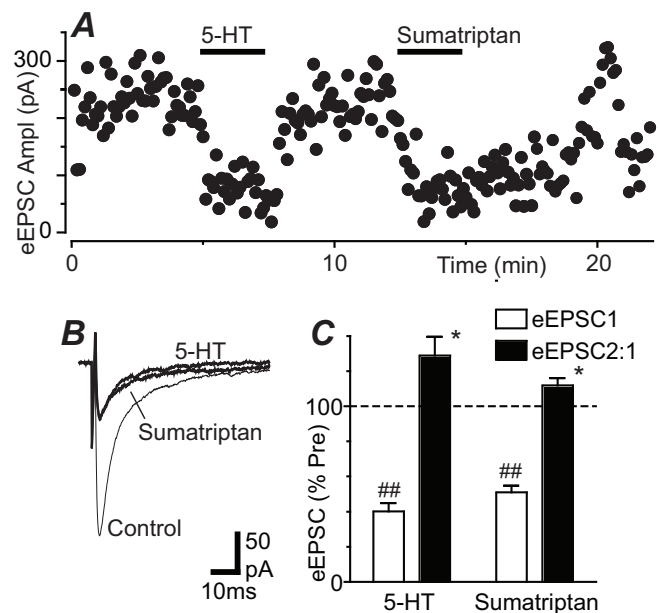 A
5-HT
Sumatriptan
300
0
eEPSC Ampl (pA)
0
10
20
Time (min)
B
5-HT
Sumatriptan
Control
50
pA
10ms
C
eEPSC1
eEPSC2:1
*
*
100
##
##
0
eEPSC (% Pre)
5-HT
Sumatriptan